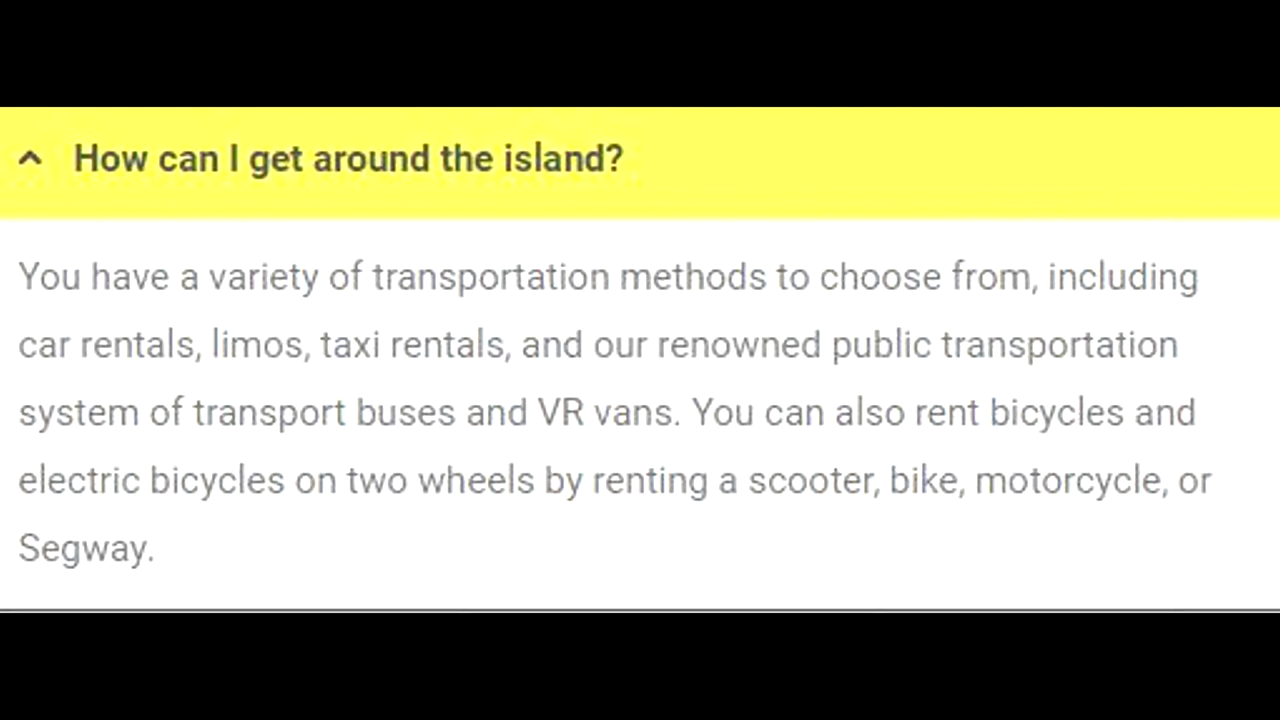 How can I get around the island?
You have a variety of transportation methods to choose from, including
car rentals, limos, taxi rentals, and our renowned public transportation
system of transport buses and VR vans. You can also rent bicycles and
electric bicycles on two wheels by renting a scooter, bike, motorcycle, or
Segway.